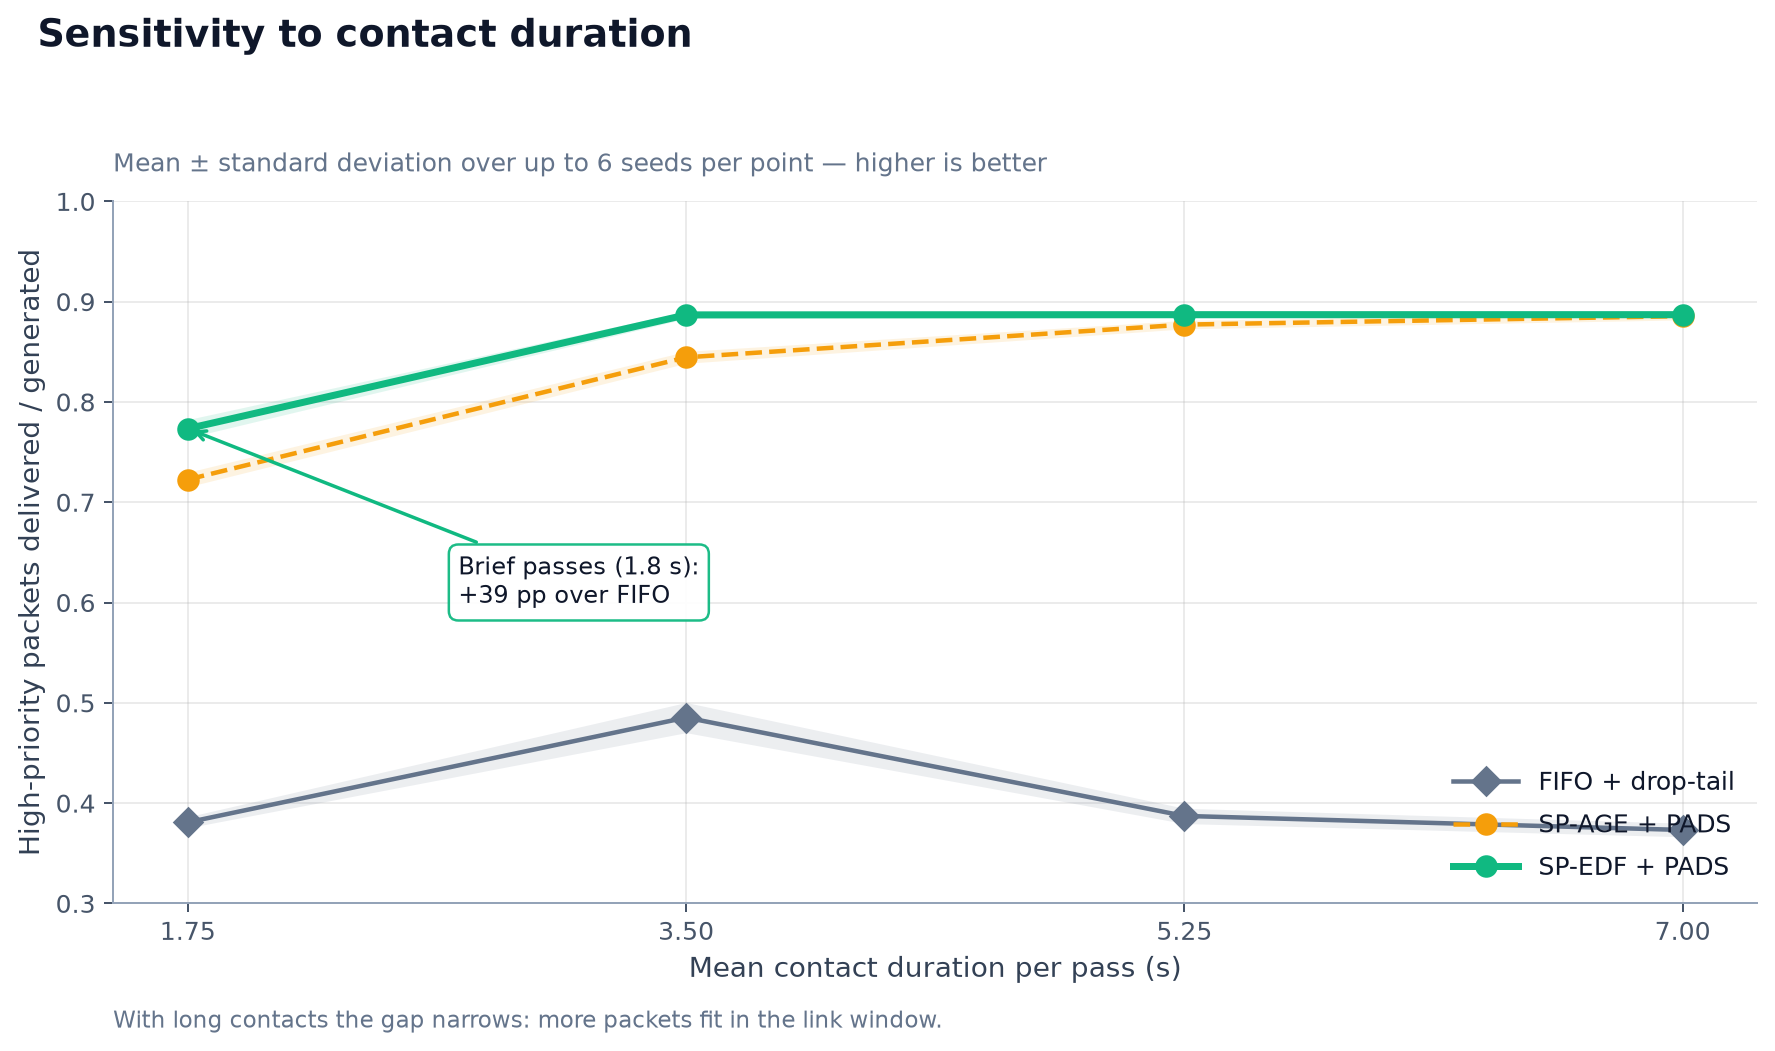 Sensitivity to contact duration
Mean ± standard deviation over up to 6 seeds per point — higher is better
High-priority packets delivered / generated
1.0
0.9
0.8
0.7
0.6
0.5
0.4
0.3
Brief passes (1.8 s):
+39 pp over FIFO
FIFO + drop-tail
SP-AGE + PADS
SP-EDF + PADS
1.75
3.50
5.25
7.00
Mean contact duration per pass (s)
With long contacts the gap narrows: more packets fit in the link window.